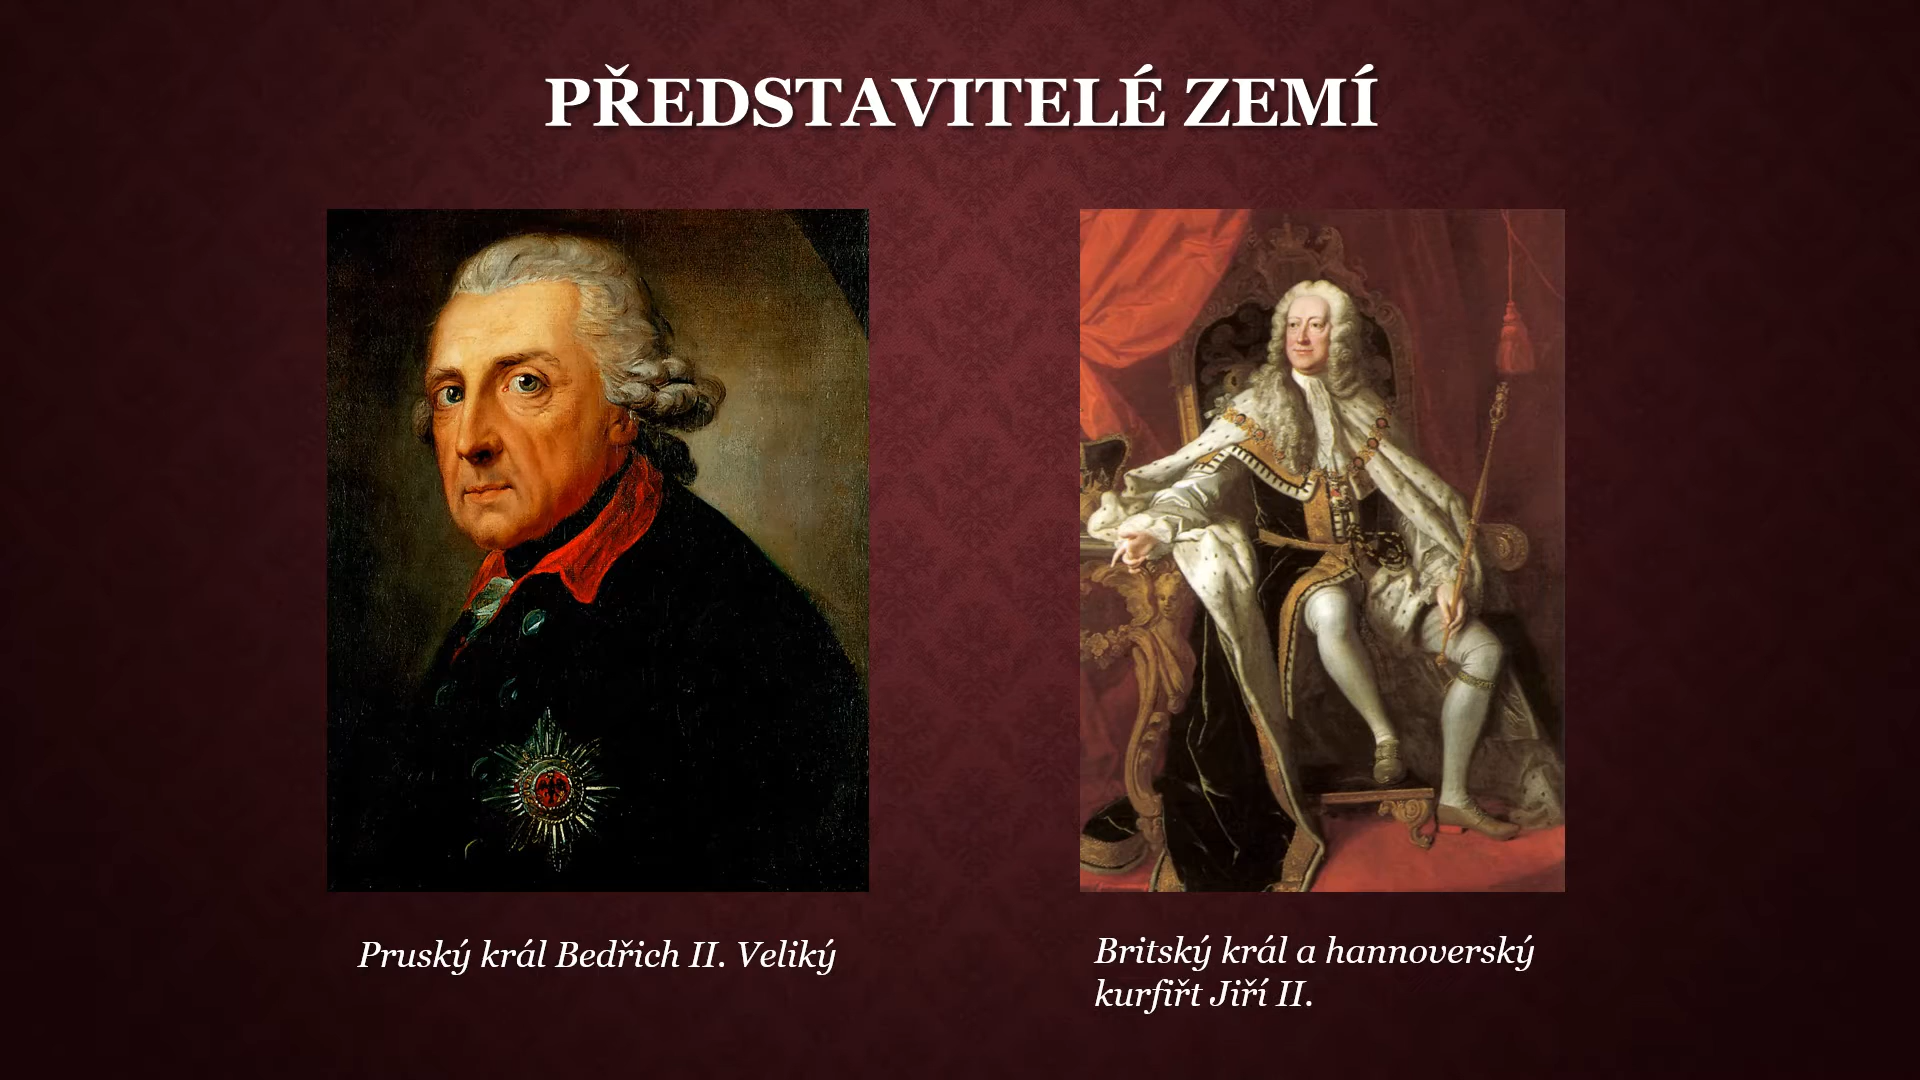 PŘEDSTAVITELÉ ZEMÍ
Pruský král Bedřich II. Veliký
Britský král a hannoverský
kurfiřt Jiří II.